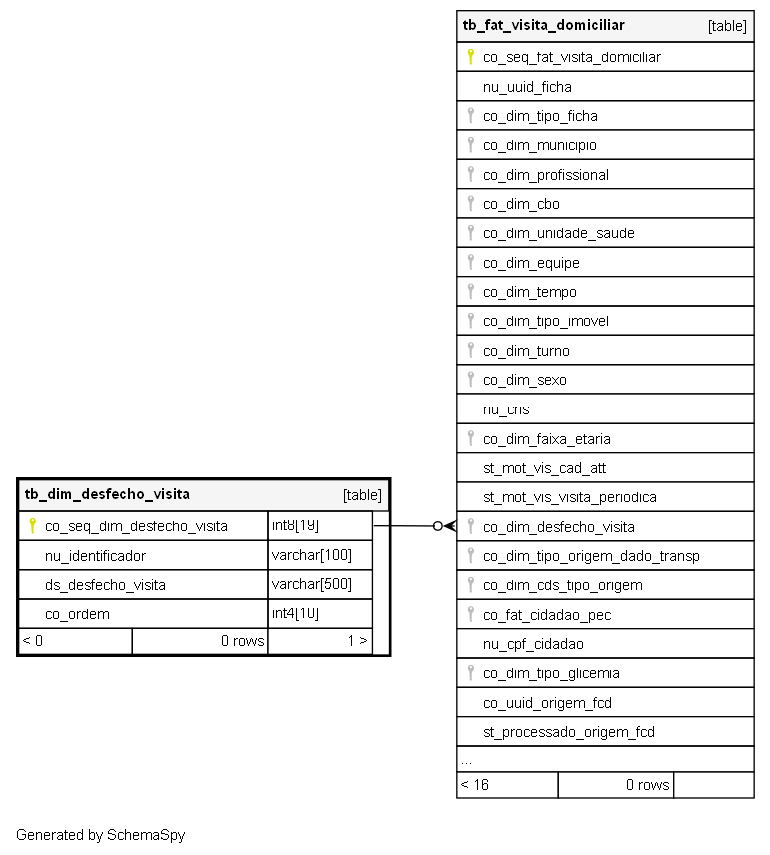 tb_fat_visita_domiciliar [table]
co_seq_fat_visita_domiciliar
nu_uuid_ficha
co_dim_tipo_ficha
co_dim_municipio
co_dim_profissional
co_dim_cbo
co_dim_unidade_saude
co_dim_equipe
co_dim_tempo
co_dim_tipo_imovel
co_dim_turno
co_dim_sexo
nu_cns
co_dim_faixa_etaria
st_mot_vis_cad_att
st_mot_vis_visita_periodica
co_dim_desfecho_visita
co_dim_tipo_origem_dado_transp
co_dim_cds_tipo_origem
co_fat_cidadao_pec
nu_cpf_cidadao
co_dim_tipo_glicemia
co_uuid_origem_fcd
st_processado_origem_fcd
...
< 16 0 rows
tb_dim_desfecho_visita [table]
co_seq_dim_desfecho_visita int8[19]
nu_identificador varchar[100]
ds_desfecho_visita varchar[500]
co_ordem int4[10]
< 0 0 rows 1 >
Generated by SchemaSpy